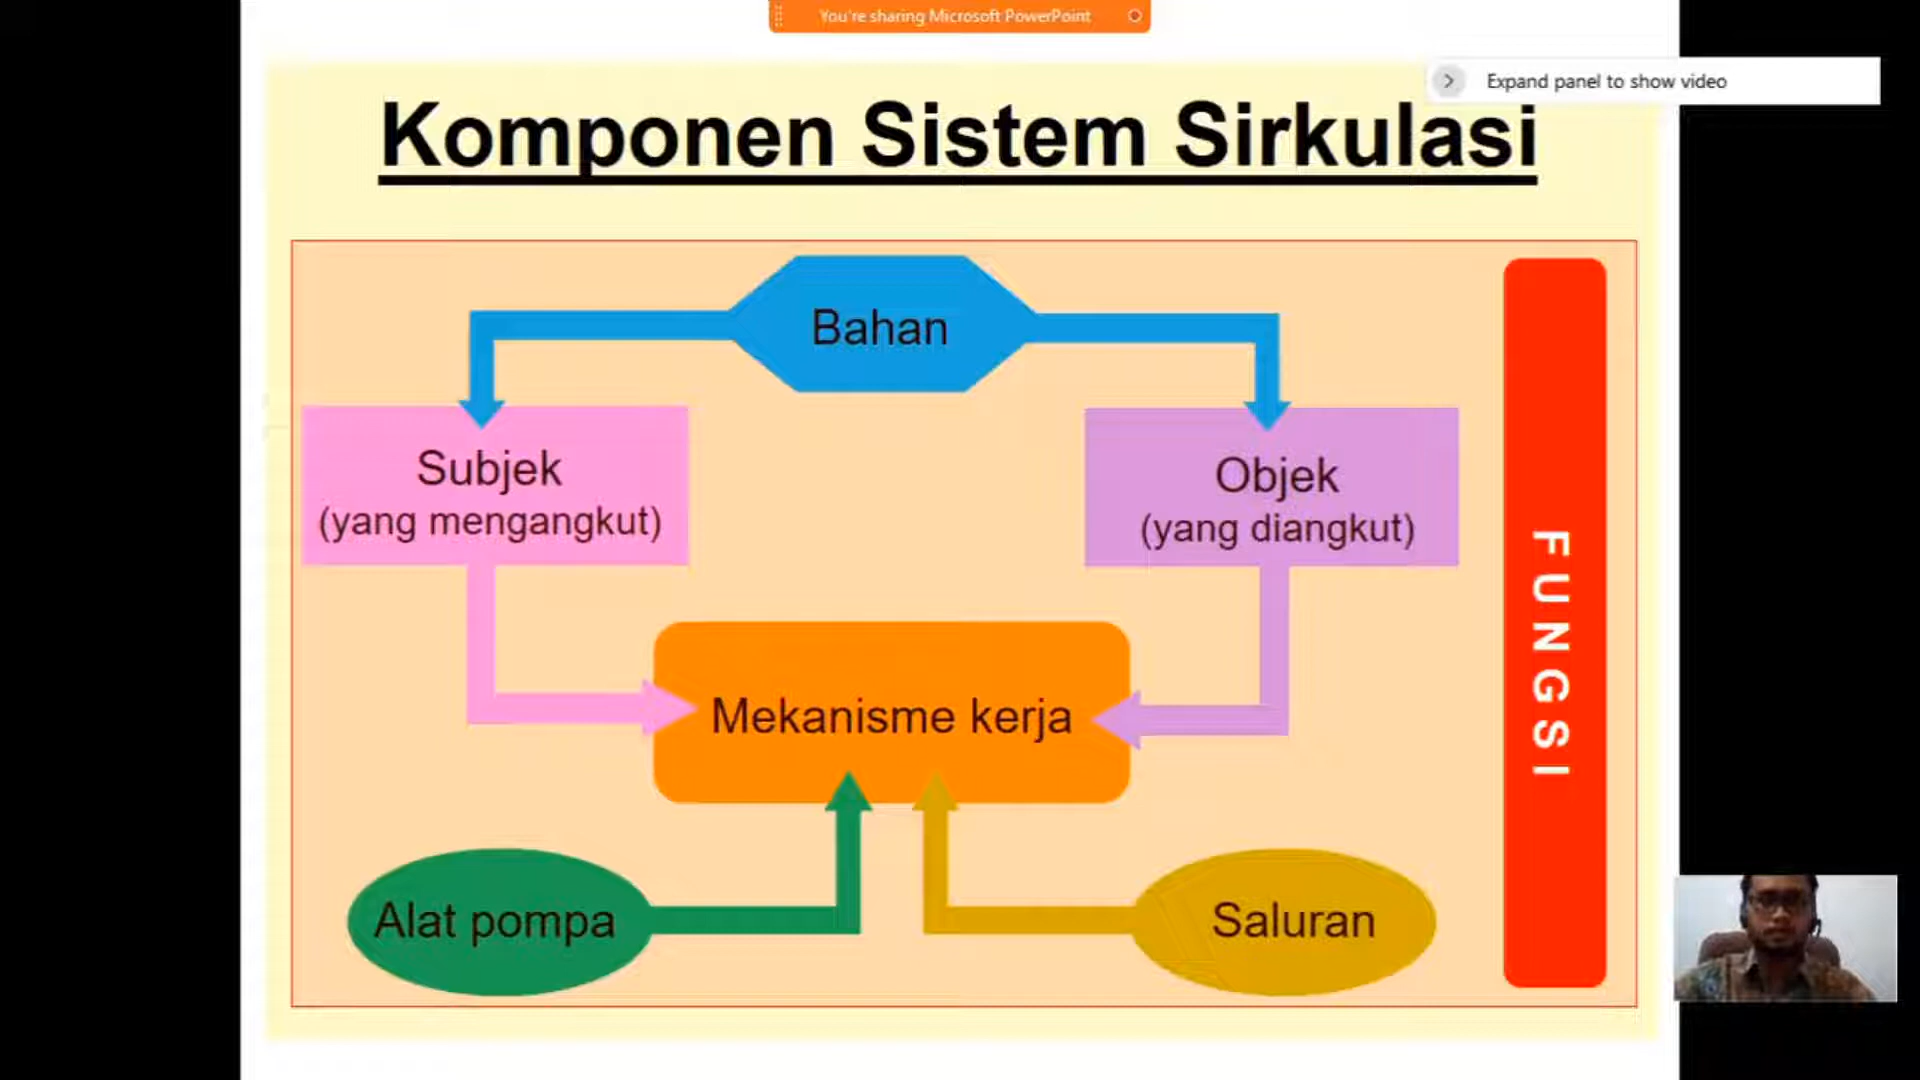 You're sharing Microsoft PowerPoint
Expand panel to show video
Komponen Sistem Sirkulasi
Bahan
Subjek
(yang mengangkut)
Objek
(yang diangkut)
Mekanisme kerja
Alat pompa
Saluran
FUNGSI